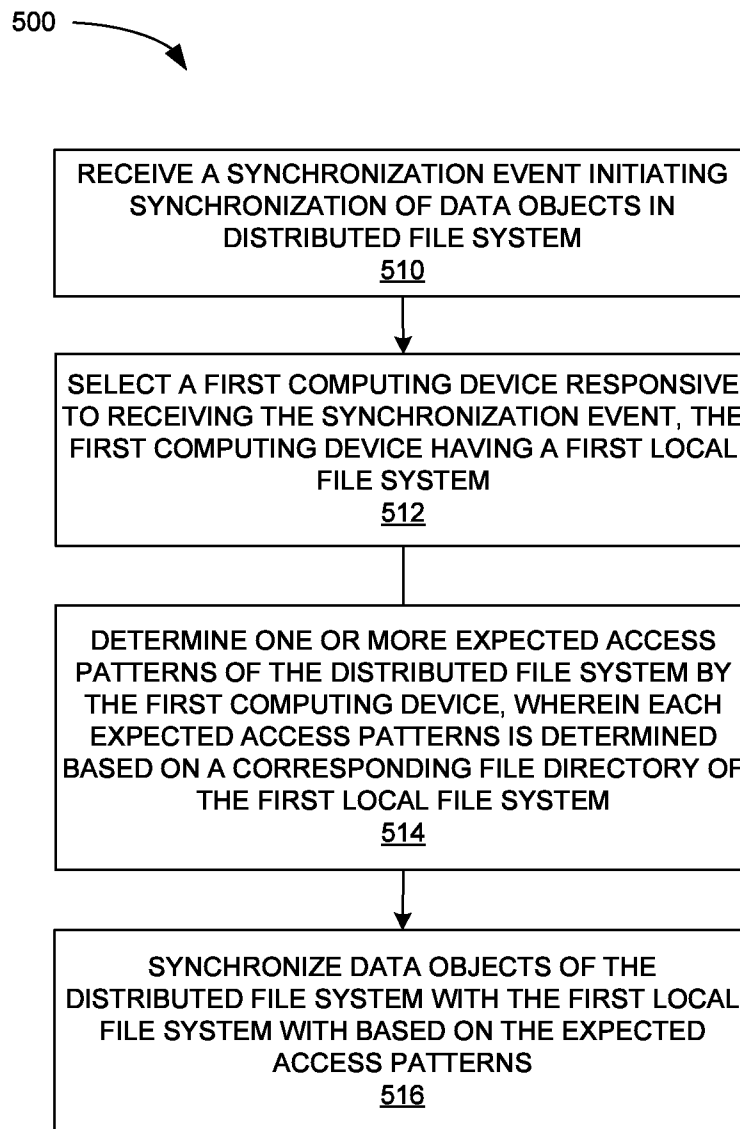 500
RECEIVE A SYNCHRONIZATION EVENT INITIATING
SYNCHRONIZATION OF DATA OBJECTS IN
DISTRIBUTED FILE SYSTEM
510
SELECT A FIRST COMPUTING DEVICE RESPONSIVE
TO RECEIVING THE SYNCHRONIZATION EVENT, THE
FIRST COMPUTING DEVICE HAVING A FIRST LOCAL
FILE SYSTEM
512
DETERMINE ONE OR MORE EXPECTED ACCESS
PATTERNS OF THE DISTRIBUTED FILE SYSTEM BY
THE FIRST COMPUTING DEVICE, WHEREIN EACH
EXPECTED ACCESS PATTERNS IS DETERMINED
BASED ON A CORRESPONDING FILE DIRECTORY OF
THE FIRST LOCAL FILE SYSTEM
514
SYNCHRONIZE DATA OBJECTS OF THE
DISTRIBUTED FILE SYSTEM WITH THE FIRST LOCAL
FILE SYSTEM WITH BASED ON THE EXPECTED
ACCESS PATTERNS
516